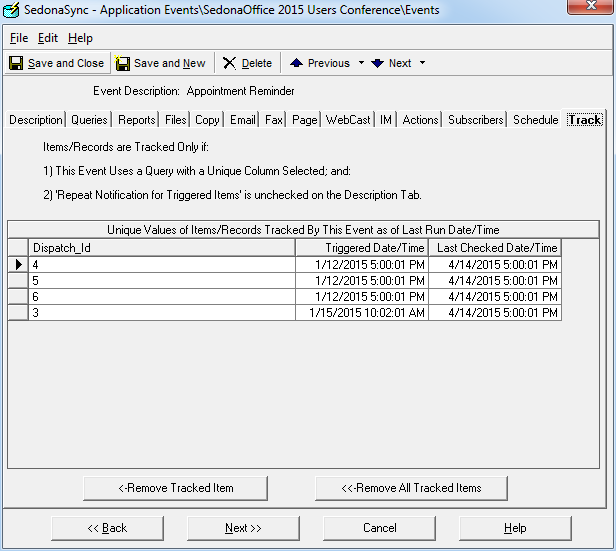 SedonaSync - Application Events\SedonaOffice 2015 Users Conference\Events
File Edit Help
Save and Close Save and New Delete Previous Next
Event Description: Appointment Reminder
Description Queries Reports Files Copy Email Fax Page WebCast IM Actions Subscribers Schedule Track
Items/Records are Tracked Only if:
1) This Event Uses a Query with a Unique Column Selected; and:
2) 'Repeat Notification for Triggered Items' is unchecked on the Description Tab.
Unique Values of Items/Records Tracked By This Event as of Last Run Date/Time
Dispatch_Id Triggered Date/Time Last Checked Date/Time
4 1/12/2015 5:00:01 PM 4/14/2015 5:00:01 PM
5 1/12/2015 5:00:01 PM 4/14/2015 5:00:01 PM
6 1/12/2015 5:00:01 PM 4/14/2015 5:00:01 PM
3 1/15/2015 10:02:01 AM 4/14/2015 5:00:01 PM
<-Remove Tracked Item <<-Remove All Tracked Items
<< Back Next >> Cancel Help